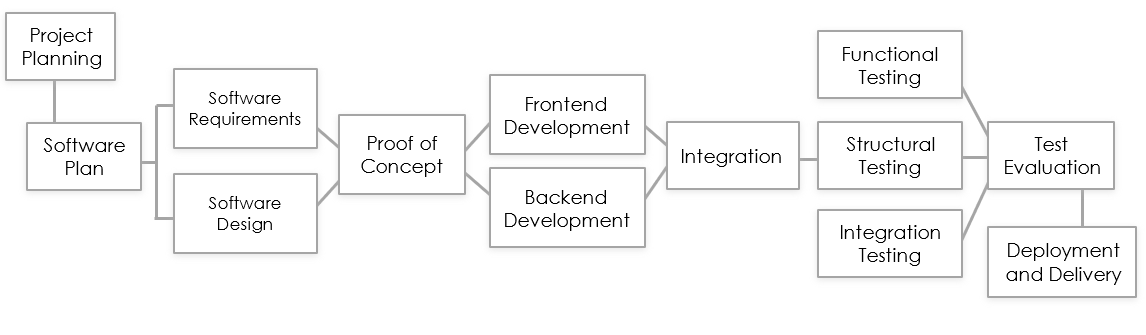 Project
Planning
Software
Plan
Software
Requirements
Software
Design
Proof of
Concept
Frontend
Development
Backend
Development
Integration
Functional
Testing
Structural
Testing
Integration
Testing
Test
Evaluation
Deployment
and Delivery